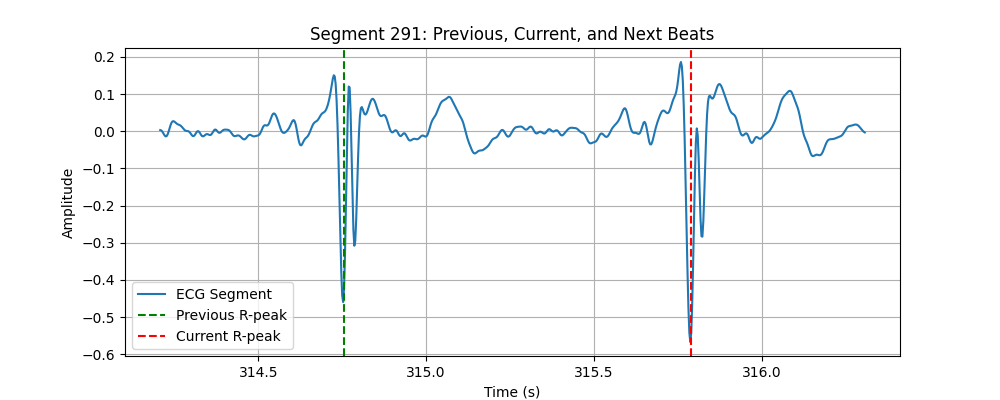 Segment 291: Previous, Current, and Next Beats
0.2
0.1
0.0
−0.1
−0.2
−0.3
−0.4
−0.5
−0.6
Amplitude
ECG Segment
Previous R-peak
Current R-peak
314.5 315.0 315.5 316.0
Time (s)